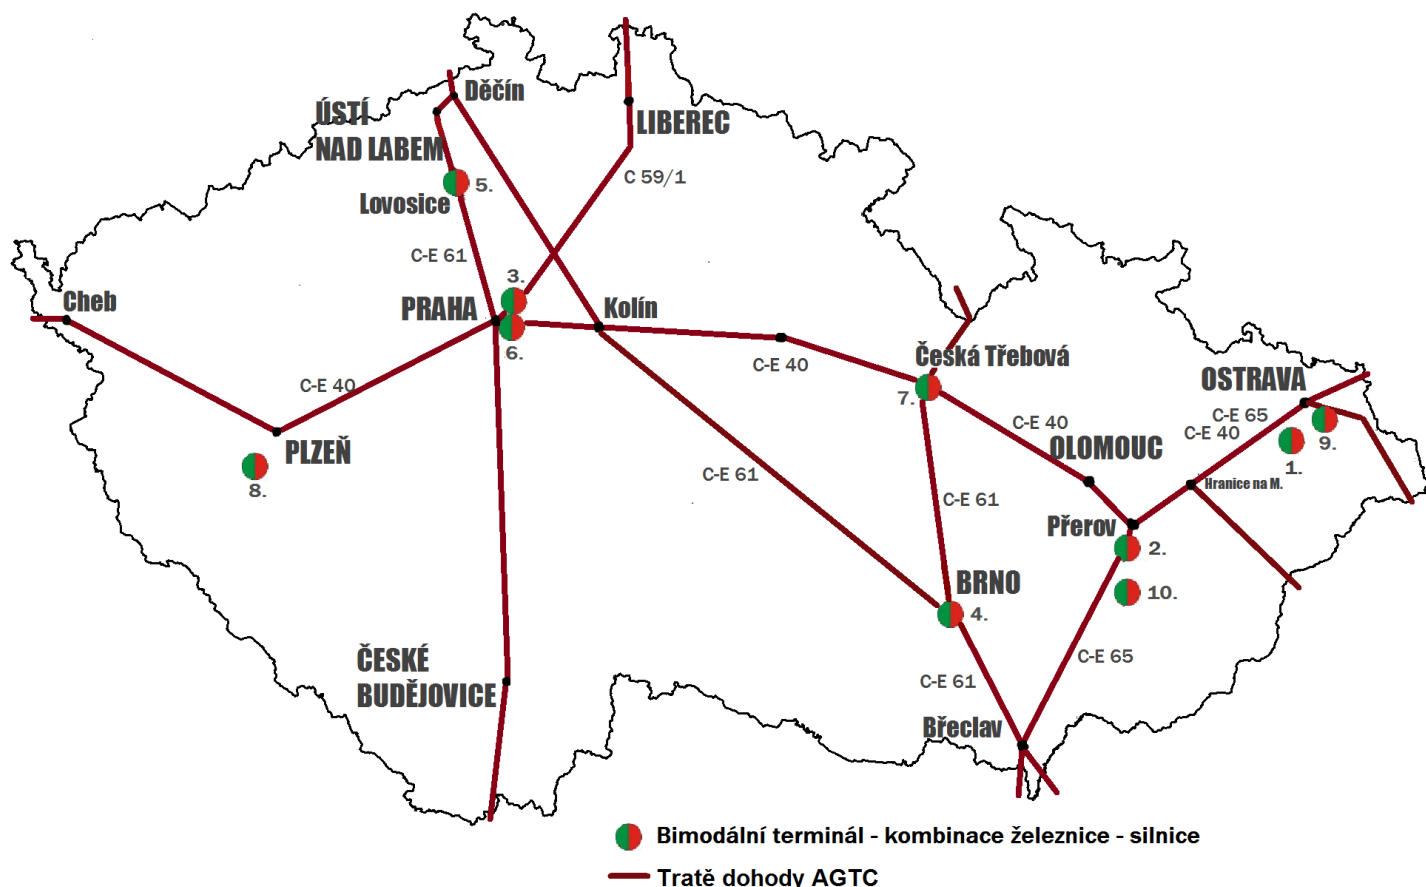 Děčín
ÚSTÍ
NAD LABEM
LIBEREC
C 59/1
5.
Lovosice
C-E 61
3.
Cheb
PRAHA
Kolín
6.
C-E 40
Česká Třebová
C-E 40
7.
OSTRAVA
C-E 65
C-E 40
9.
1.
C-E 40
OLOMOUC
PLZEŇ
8.
C-E 61
C-E 61
Hranice na M.
Přerov
2.
10.
BRNO
4.
C-E 65
C-E 61
ČESKÉ
BUDĚJOVICE
Břeclav
Bimodální terminál - kombinace železnice - silnice
Tratě dohody AGTC